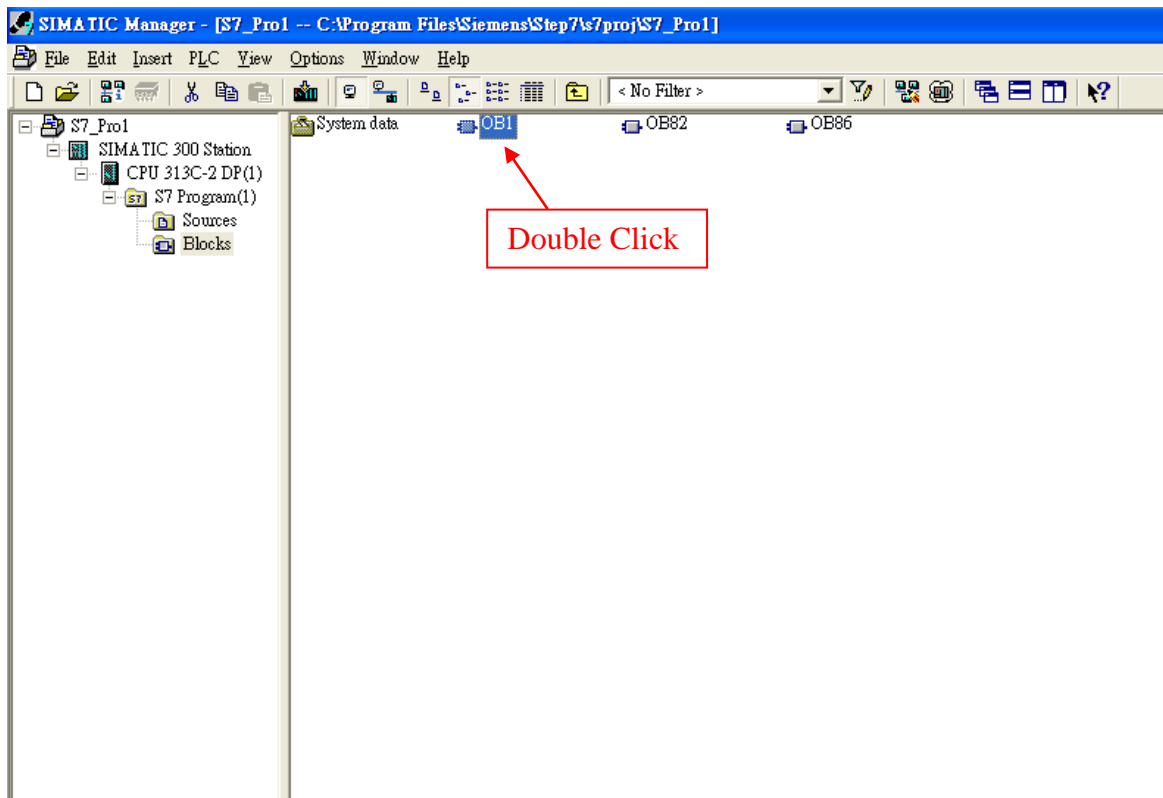 SIMATIC Manager - [S7_Pro1 -- C:\Program Files\Siemens\Step7\s7proj\S7_Pro1]
File Edit Insert PLC View Options Window Help
< No Filter >
S7_Pro1
SIMATIC 300 Station
CPU 313C-2 DP(1)
S7 Program(1)
Sources
Blocks
System data OB1 OB82 OB86
Double Click